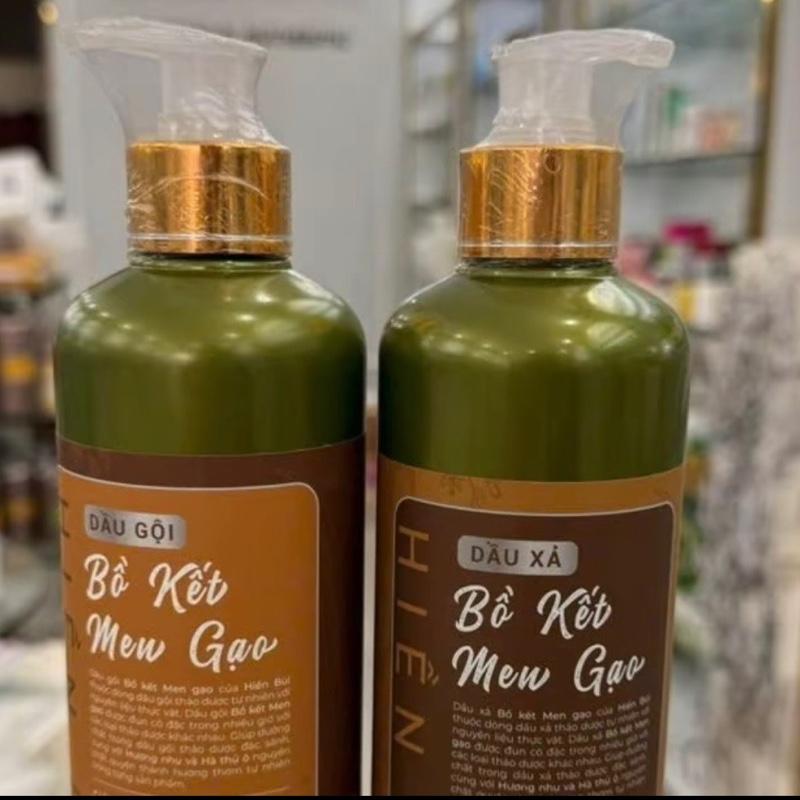 DẦU GỘI
Bồ Kết
Men Gạo
Dầu gội Bồ kết Men gạo của Hiền Bùi
thuộc dòng dầu gội thảo dược tự nhiên với
nguyên liệu thực vật. Dầu gội Bồ kết Men
gạo được đun cô đặc trong nhiều giờ với
các loại thảo dược khác nhau. Giúp dưỡng
chất trong dầu gội thảo dược đặc sánh,
cùng với Hương nhu và Hà thủ ô nguyên
chất quyện thành hương thơm tự nhiên
trong từng sản phẩm.
HIỀN
DẦU XẢ
Bồ Kết
Men Gạo
Dầu xả Bồ kết Men gạo của Hiền Bùi
thuộc dòng dầu xả thảo dược tự nhiên với
nguyên liệu thực vật. Dầu xả Bồ kết Men
gạo được đun cô đặc trong nhiều giờ với
các loại thảo dược khác nhau. Giúp dưỡng
chất trong dầu xả thảo dược đặc sánh,
cùng với Hương nhu và Hà thủ ô nguyên